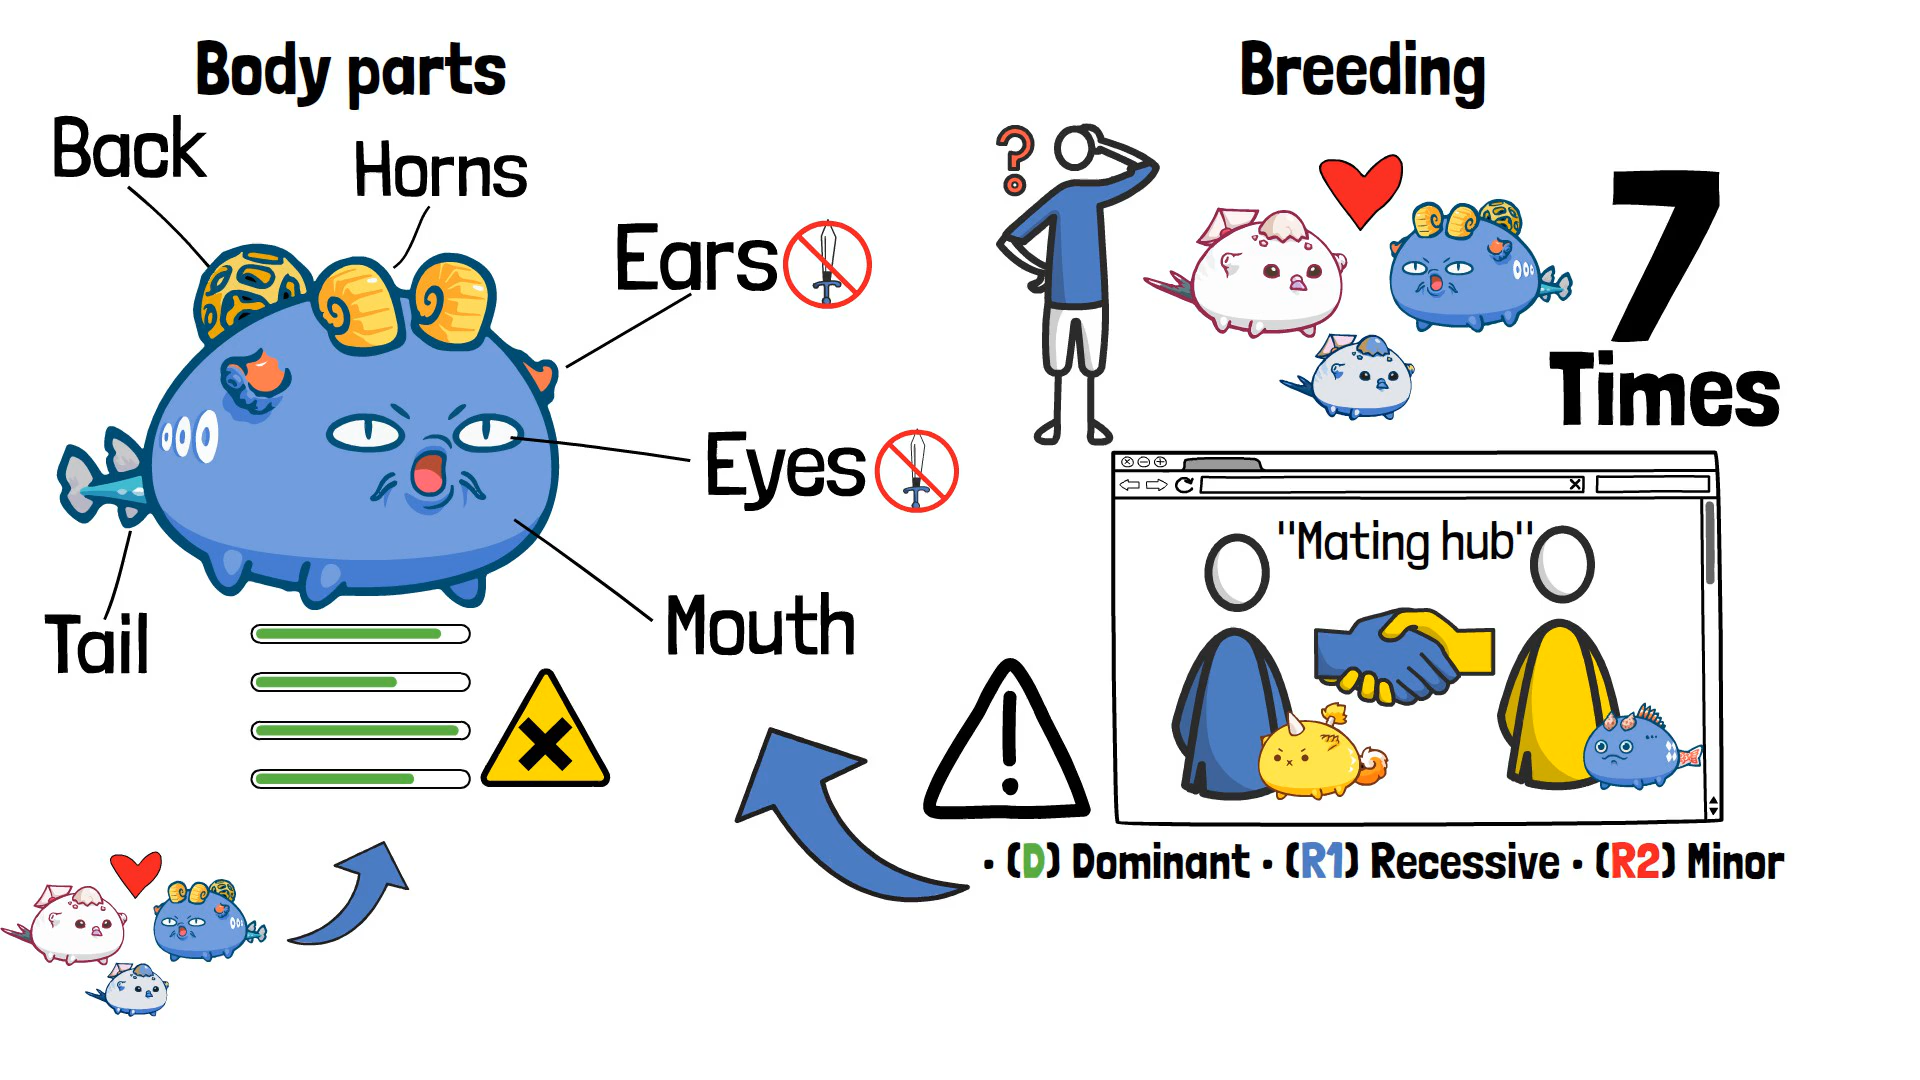 Body parts
Back
Horns
Ears
Eyes
Mouth
Tail
Breeding
?
7
Times
"Mating hub"
!
· (D) Dominant · (R1) Recessive · (R2) Minor